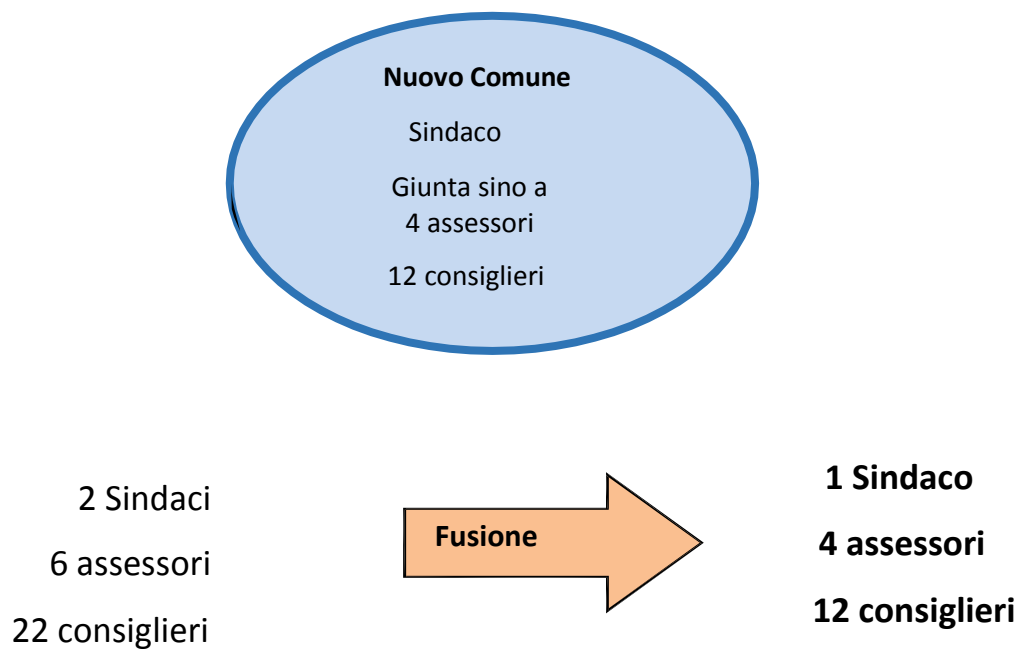 Nuovo Comune
Sindaco
Giunta sino a
4 assessori
12 consiglieri
2 Sindaci
6 assessori
22 consiglieri
Fusione
1 Sindaco
4 assessori
12 consiglieri